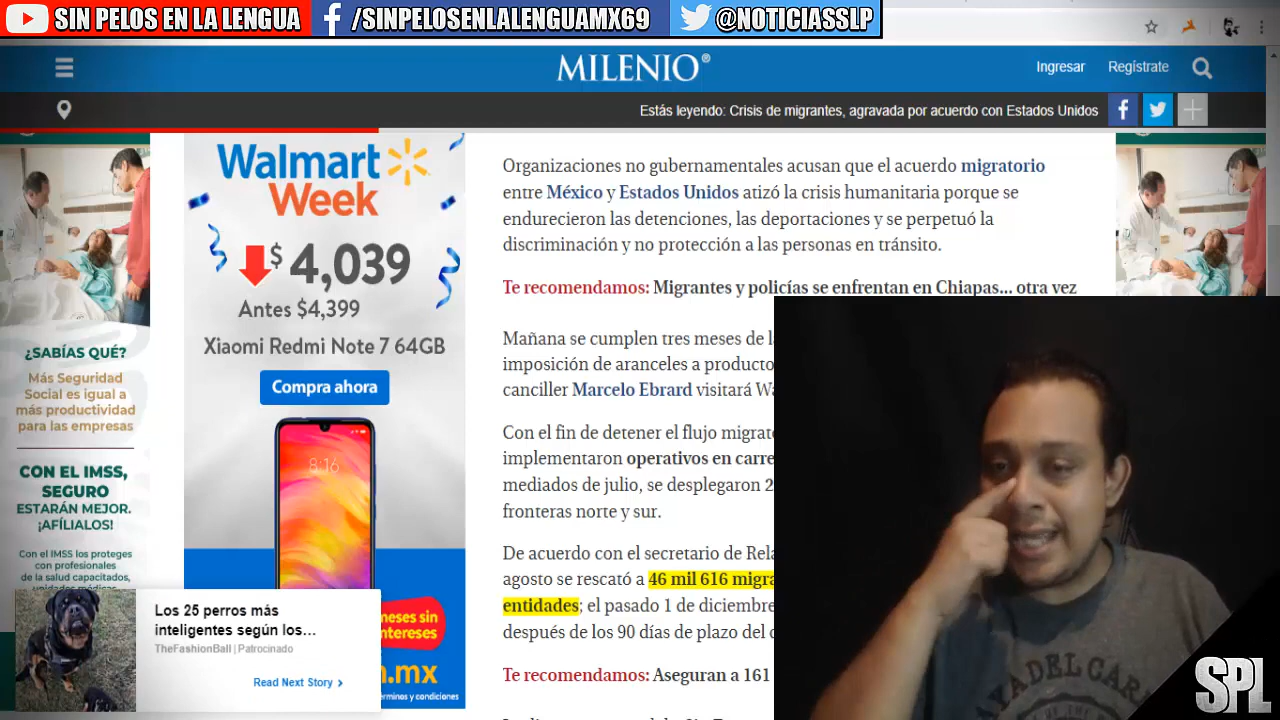 SIN PELOS EN LA LENGUA
/SINPELOSENLALENGUAMX69
@NOTICIASSLP
MILENIO®
Ingresar
Regístrate
Estás leyendo: Crisis de migrantes, agravada por acuerdo con Estados Unidos
Walmart
Week
$4,039
Antes $4,399
Xiaomi Redmi Note 7 64GB
Compra ahora
8:16
meses sin
intereses
.mx
términos y condiciones
¿SABÍAS QUÉ?
Más Seguridad
Social es igual a
más productividad
para las empresas
CON EL IMSS,
SEGURO
ESTARÁN MEJOR.
¡AFÍLIALOS!
Con el IMSS los proteges
con profesionales
de la salud capacitados,
unidades médicas
Los 25 perros más
inteligentes según los...
TheFashionBall | Patrocinado
Read Next Story
Organizaciones no gubernamentales acusan que el acuerdo migratorio
entre México y Estados Unidos atizó la crisis humanitaria porque se
endurecieron las detenciones, las deportaciones y se perpetuó la
discriminación y no protección a las personas en tránsito.
Te recomendamos: Migrantes y policías se enfrentan en Chiapas... otra vez
Mañana se cumplen tres meses de la
imposición de aranceles a producto
canciller Marcelo Ebrard visitará Wa
Con el fin de detener el flujo migrato
implementaron operativos en carre
mediados de julio, se desplegaron 2
fronteras norte y sur.
De acuerdo con el secretario de Rela
agosto se rescató a 46 mil 616 migra
entidades; el pasado 1 de diciembre
después de los 90 días de plazo del
Te recomendamos: Aseguran a 161
SPL